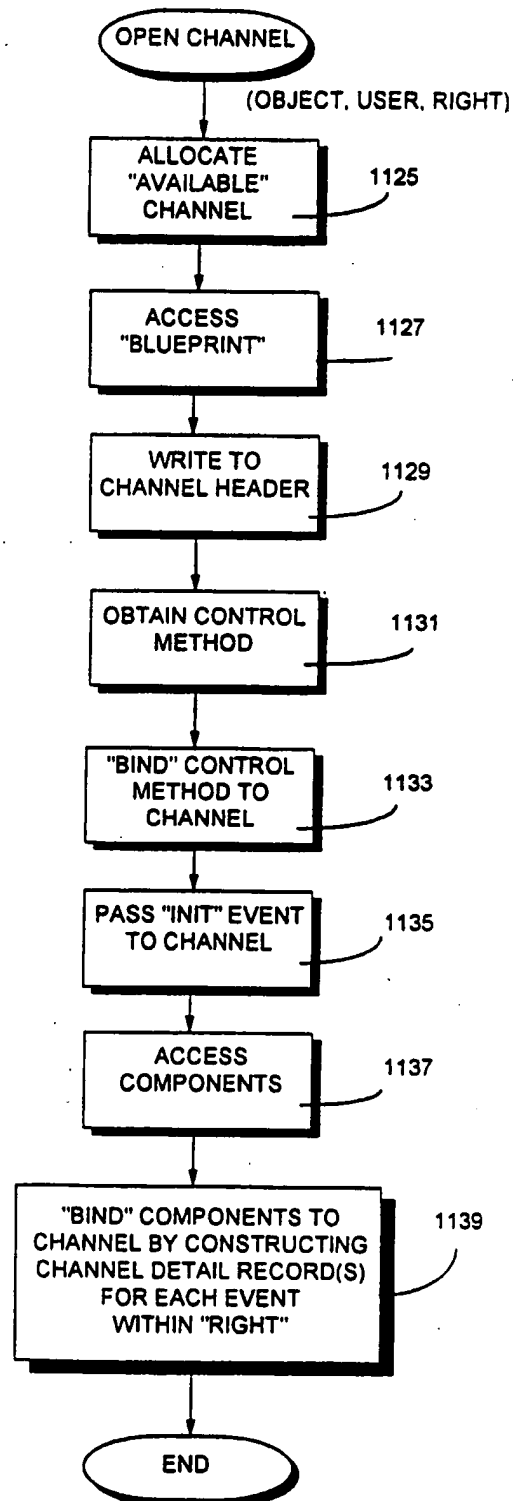 OPEN CHANNEL
(OBJECT, USER, RIGHT)
ALLOCATE
"AVAILABLE"
CHANNEL
1125
ACCESS
"BLUEPRINT"
1127
WRITE TO
CHANNEL HEADER
1129
OBTAIN CONTROL
METHOD
1131
"BIND" CONTROL
METHOD TO
CHANNEL
1133
PASS "INIT" EVENT
TO CHANNEL
1135
ACCESS
COMPONENTS
1137
"BIND" COMPONENTS TO
CHANNEL BY CONSTRUCTING
CHANNEL DETAIL RECORD(S)
FOR EACH EVENT
WITHIN "RIGHT"
1139
END